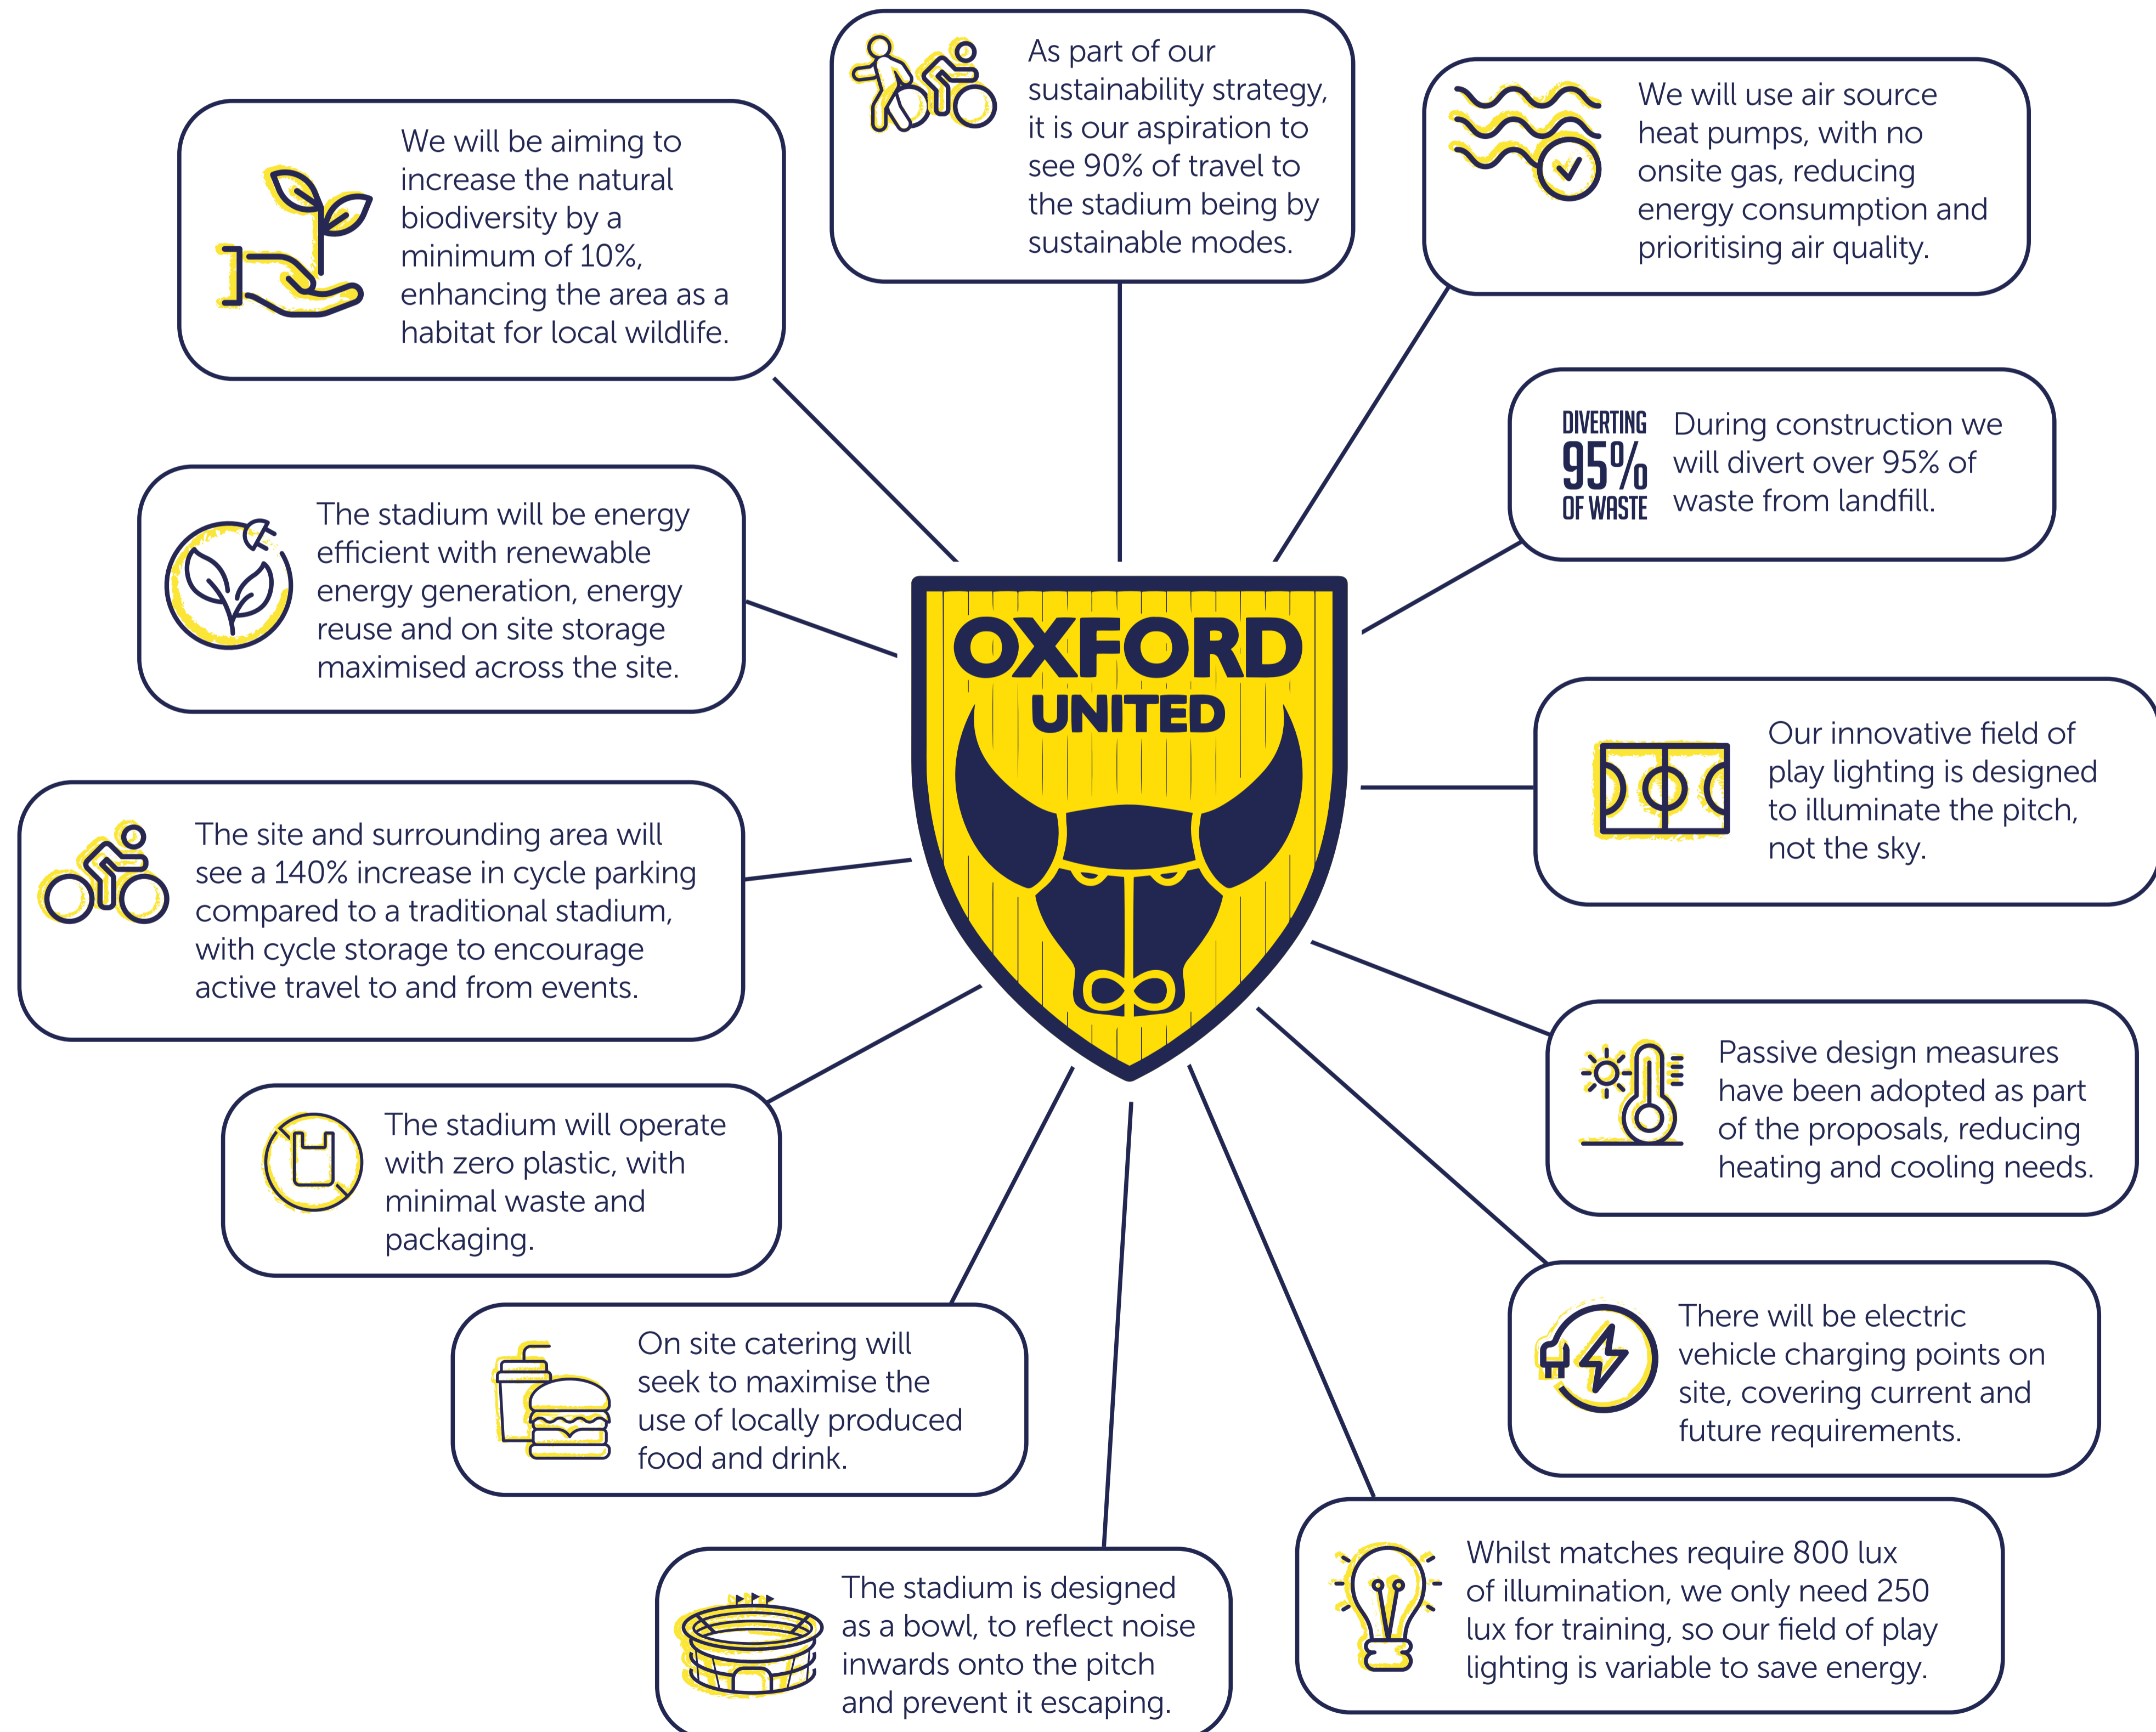 As part of our
sustainability strategy,
it is our aspiration to
see 90% of travel to
the stadium being by
sustainable modes.
We will use air source
heat pumps, with no
onsite gas, reducing
energy consumption and
prioritising air quality.
We will be aiming to
increase the natural
biodiversity by a
minimum of 10%,
enhancing the area as a
habitat for local wildlife.
DIVERTING
95%
OF WASTE
During construction we
will divert over 95% of
waste from landfill.
The stadium will be energy
efficient with renewable
energy generation, energy
reuse and on site storage
maximised across the site.
OXFORD
UNITED
Our innovative field of
play lighting is designed
to illuminate the pitch,
not the sky.
The site and surrounding area will
see a 140% increase in cycle parking
compared to a traditional stadium,
with cycle storage to encourage
active travel to and from events.
Passive design measures
have been adopted as part
of the proposals, reducing
heating and cooling needs.
The stadium will operate
with zero plastic, with
minimal waste and
packaging.
There will be electric
vehicle charging points on
site, covering current and
future requirements.
On site catering will
seek to maximise the
use of locally produced
food and drink.
Whilst matches require 800 lux
of illumination, we only need 250
lux for training, so our field of play
lighting is variable to save energy.
The stadium is designed
as a bowl, to reflect noise
inwards onto the pitch
and prevent it escaping.